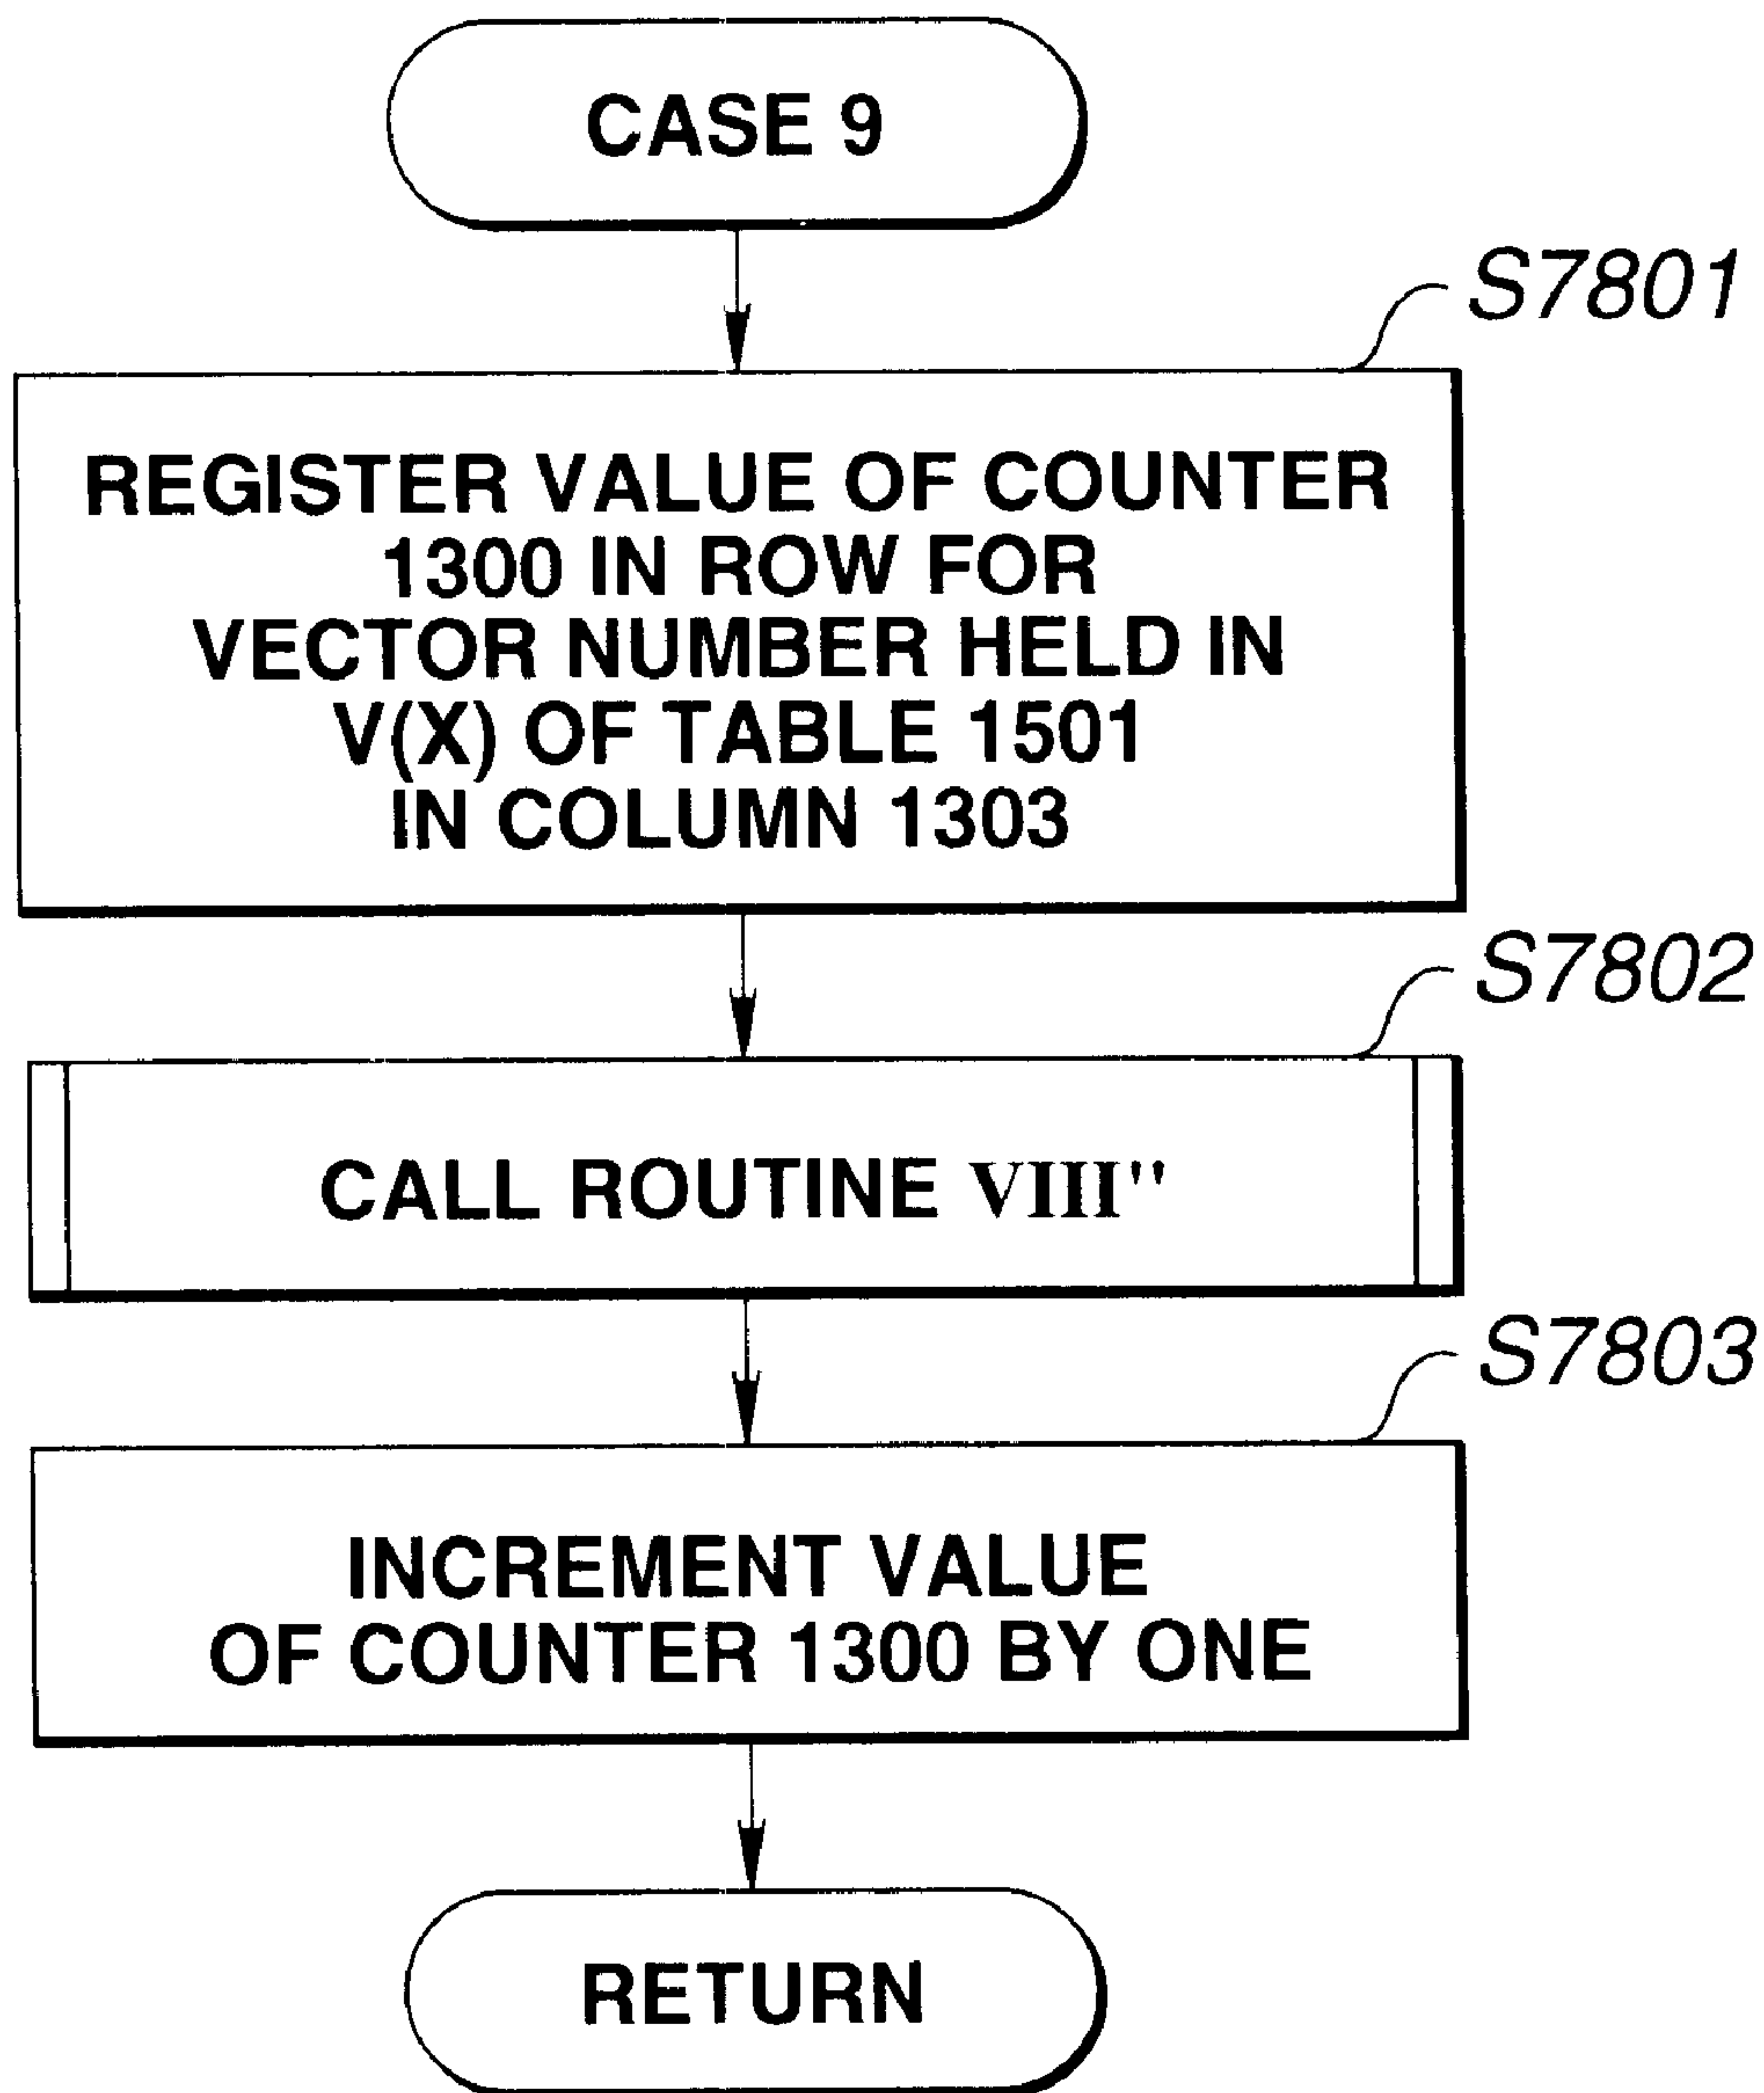 CASE 9
S7801
REGISTER VALUE OF COUNTER
1300 IN ROW FOR
VECTOR NUMBER HELD IN
V(X) OF TABLE 1501
IN COLUMN 1303
S7802
CALL ROUTINE VIII''
S7803
INCREMENT VALUE
OF COUNTER 1300 BY ONE
RETURN